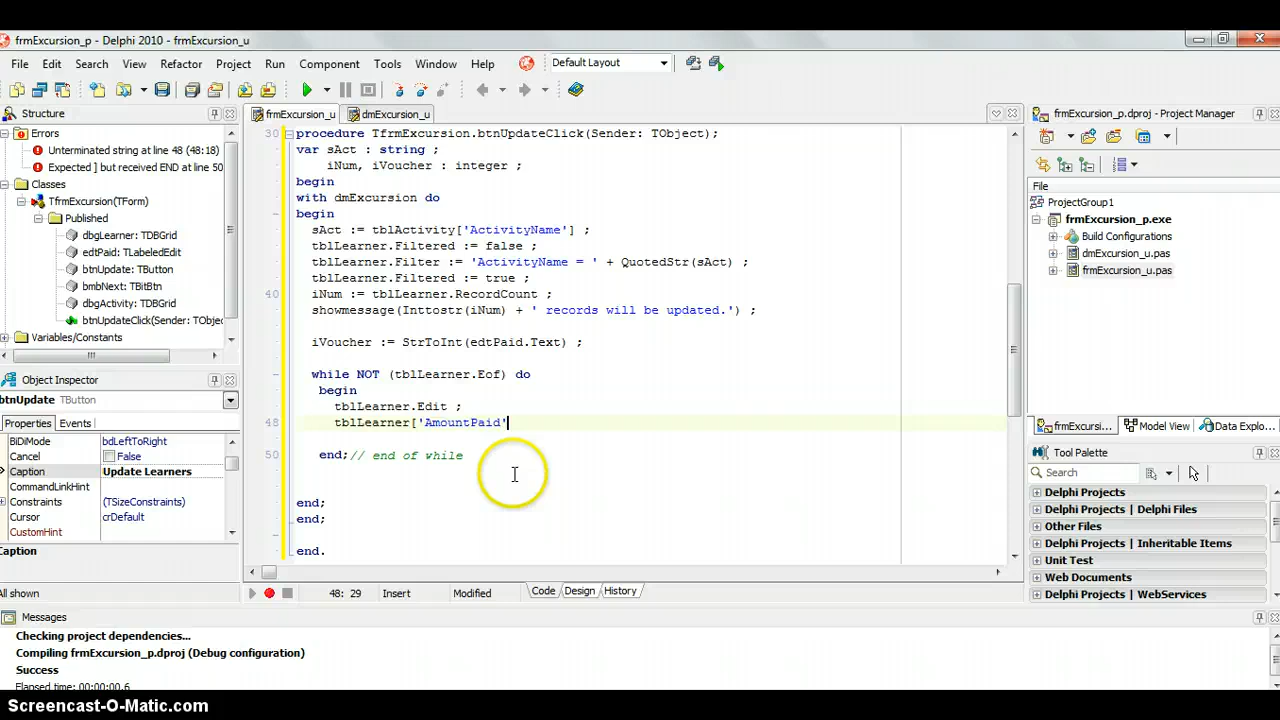 frmExcursion_p - Delphi 2010 - frmExcursion_u
File Edit Search View Refactor Project Run Component Tools Window Help Default Layout
Structure
Errors
Unterminated string at line 48 (48:18)
Expected ] but received END at line 50
Classes
TfrmExcursion(TForm)
Published
dbgLearner: TDBGrid
edtPaid: TLabeledEdit
btnUpdate: TButton
bmbNext: TBitBtn
dbgActivity: TDBGrid
btnUpdateClick(Sender: TObje
Variables/Constants
Object Inspector
btnUpdate TButton
Properties Events
BiDiMode bdLeftToRight
Cancel False
Caption Update Learners
CommandLinkHint
Constraints (TSizeConstraints)
Cursor crDefault
CustomHint
Caption
All shown
frmExcursion_u dmExcursion_u
30 procedure TfrmExcursion.btnUpdateClick(Sender: TObject);
var sAct : string ;
iNum, iVoucher : integer ;
begin
with dmExcursion do
begin
sAct := tblActivity['ActivityName'] ;
tblLearner.Filtered := false ;
tblLearner.Filter := 'ActivityName = ' + QuotedStr(sAct) ;
tblLearner.Filtered := true ;
40 iNum := tblLearner.RecordCount ;
showmessage(Inttostr(iNum) + ' records will be updated.') ;
iVoucher := StrToInt(edtPaid.Text) ;
while NOT (tblLearner.Eof) do
begin
tblLearner.Edit ;
48 tblLearner['AmountPaid'
50 end;// end of while
end;
end;
end.
48: 29 Insert Modified Code Design History
frmExcursion_p.dproj - Project Manager
File
ProjectGroup1
frmExcursion_p.exe
Build Configurations
dmExcursion_u.pas
frmExcursion_u.pas
frmExcursi... Model View Data Explo...
Tool Palette
Search
Delphi Projects
Delphi Projects | Delphi Files
Other Files
Delphi Projects | Inheritable Items
Unit Test
Web Documents
Delphi Projects | WebServices
Messages
Checking project dependencies...
Compiling frmExcursion_p.dproj (Debug configuration)
Success
Elapsed time: 00:00:00.6
Screencast-O-Matic.com